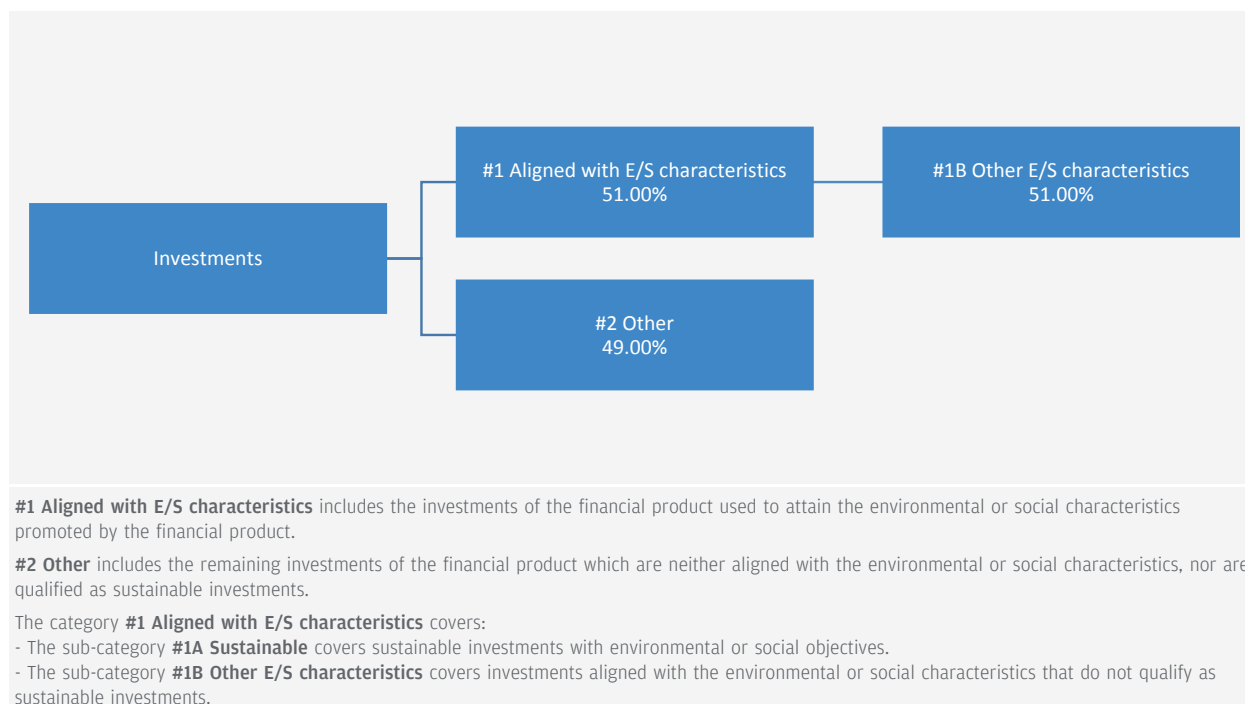 Investments
#1 Aligned with E/S characteristics
51.00%
#1B Other E/S characteristics
51.00%
#2 Other
49.00%
#1 Aligned with E/S characteristics includes the investments of the financial product used to attain the environmental or social characteristics
promoted by the financial product.
#2 Other includes the remaining investments of the financial product which are neither aligned with the environmental or social characteristics, nor are
qualified as sustainable investments.
The category #1 Aligned with E/S characteristics covers:
- The sub-category #1A Sustainable covers sustainable investments with environmental or social objectives.
- The sub-category #1B Other E/S characteristics covers investments aligned with the environmental or social characteristics that do not qualify as
sustainable investments.